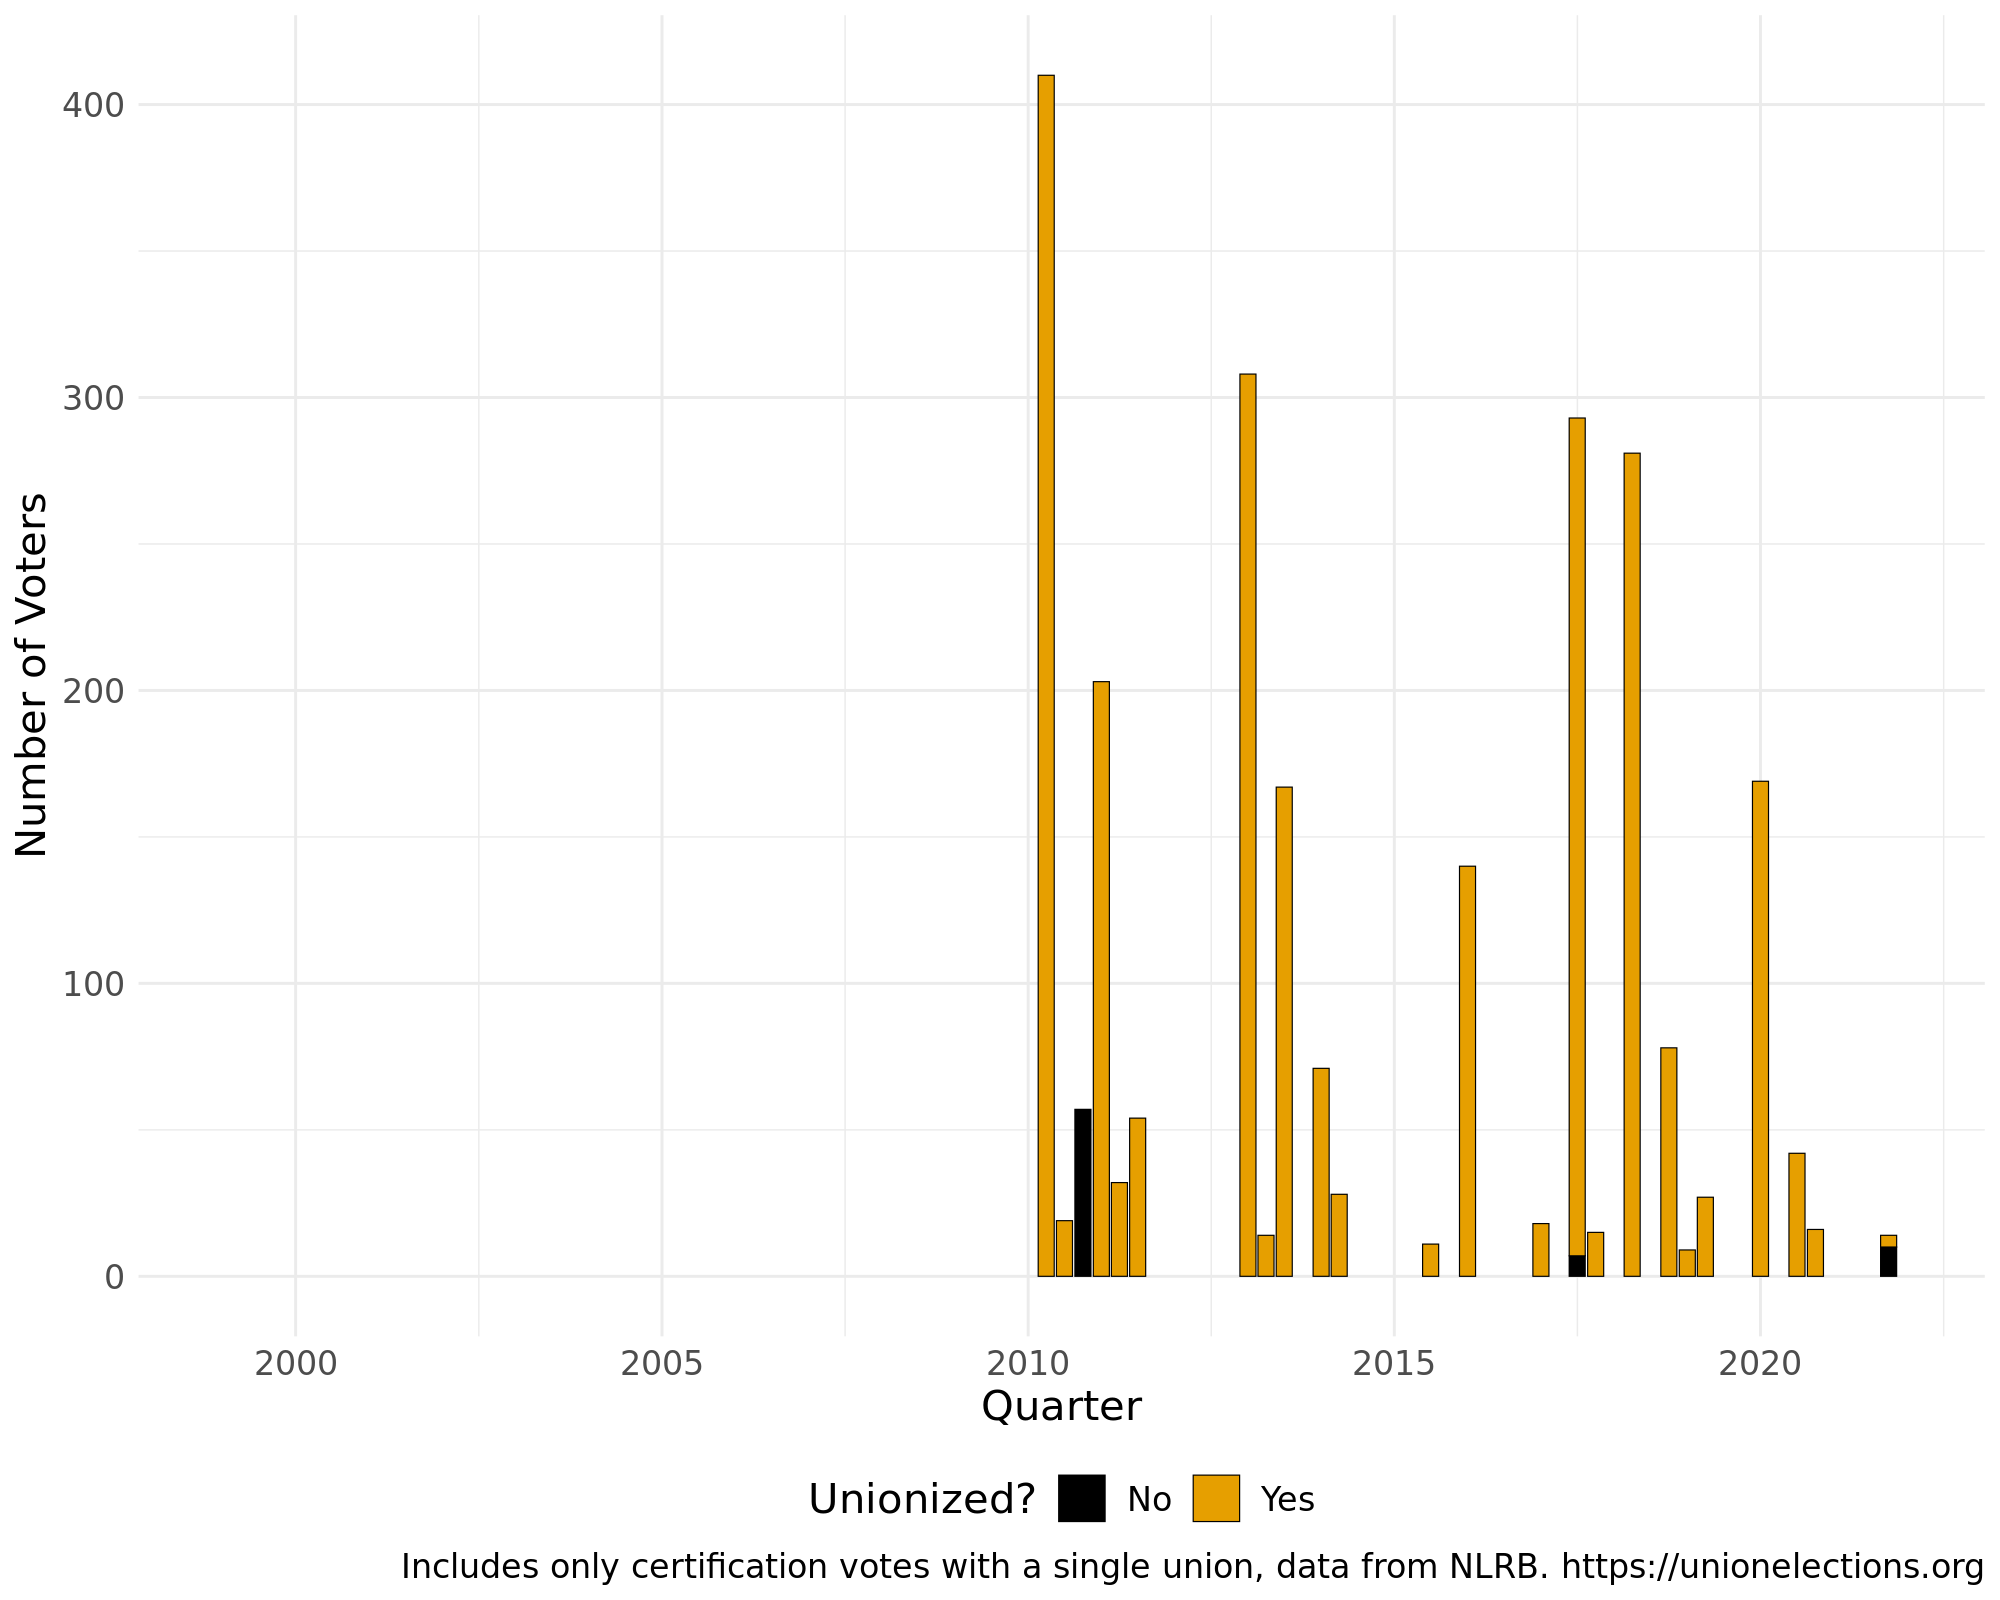 400
300
200
100
0
Number of Voters
2000 2005 2010 2015 2020
Quarter
Unionized? No Yes
Includes only certification votes with a single union, data from NLRB. https://unionelections.org